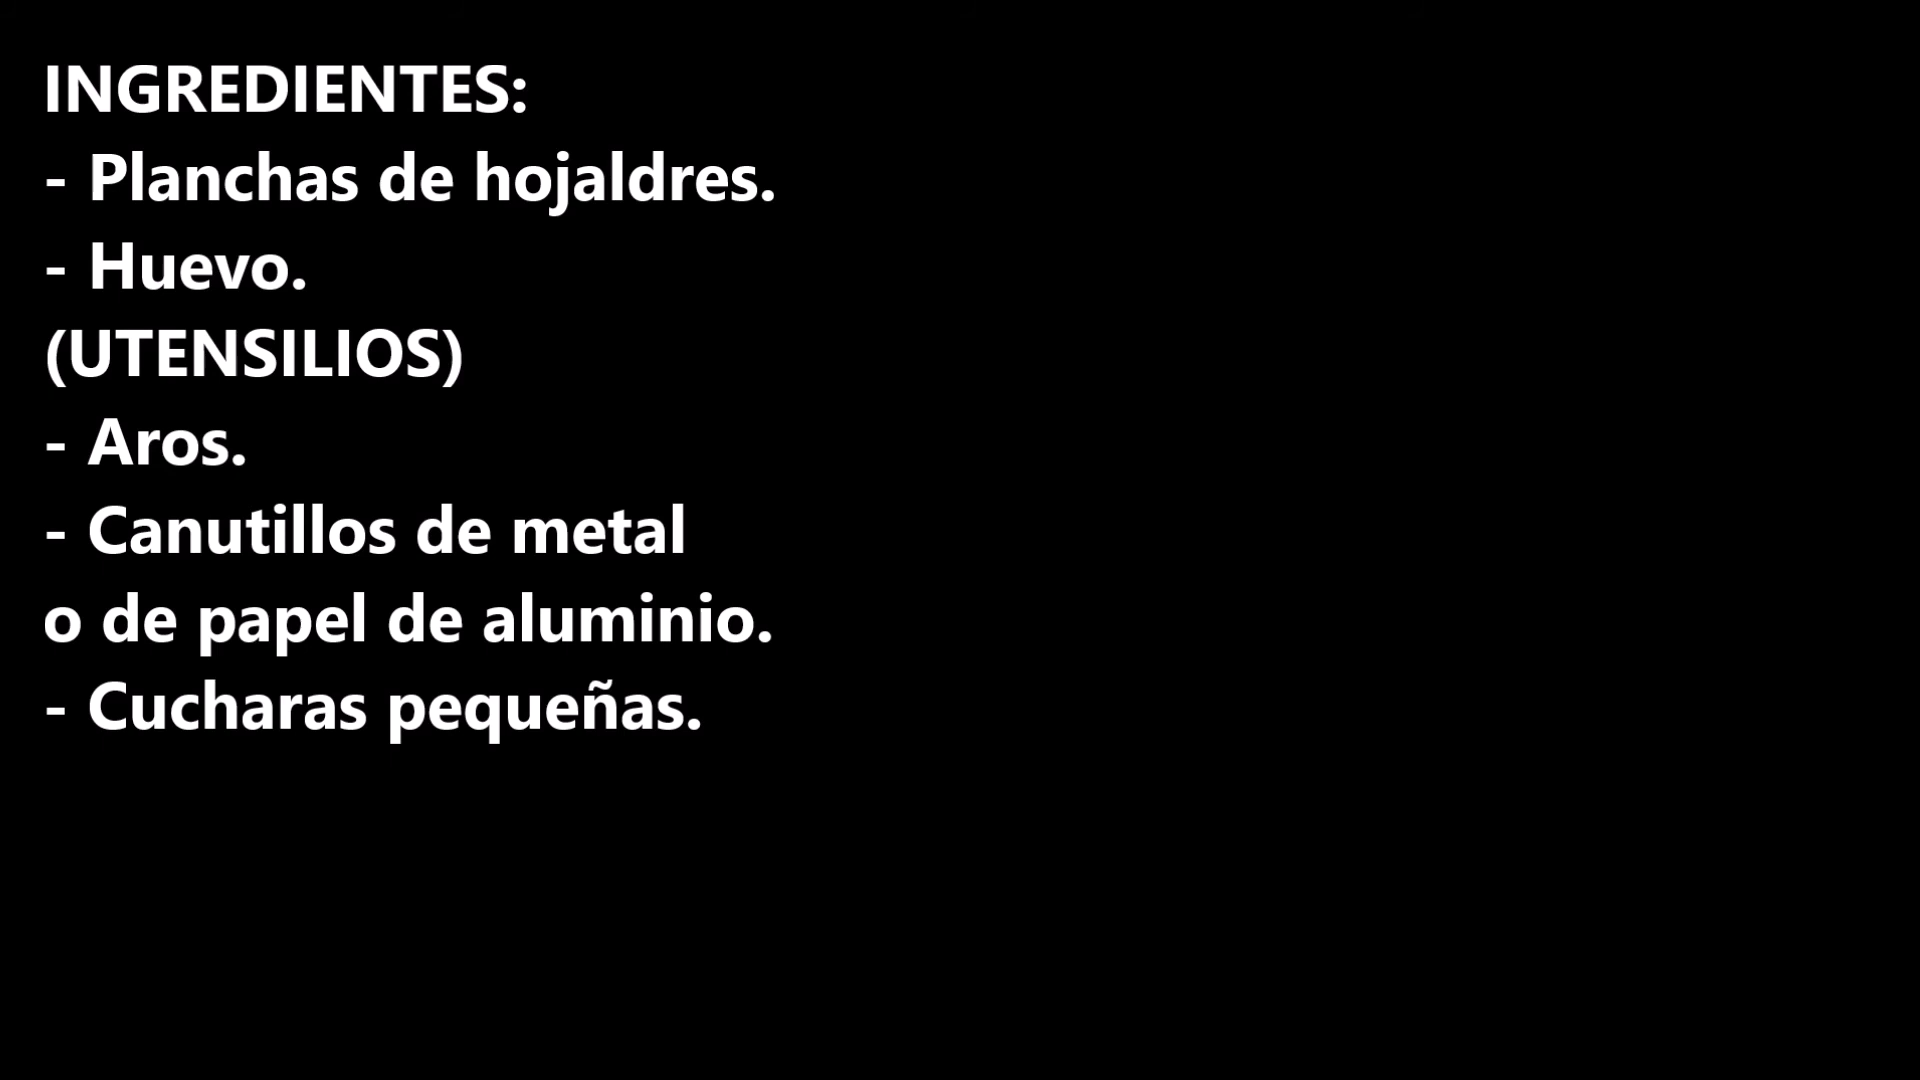 INGREDIENTES:
- Planchas de hojaldres.
- Huevo.
(UTENSILIOS)
- Aros.
- Canutillos de metal
o de papel de aluminio.
- Cucharas pequeñas.